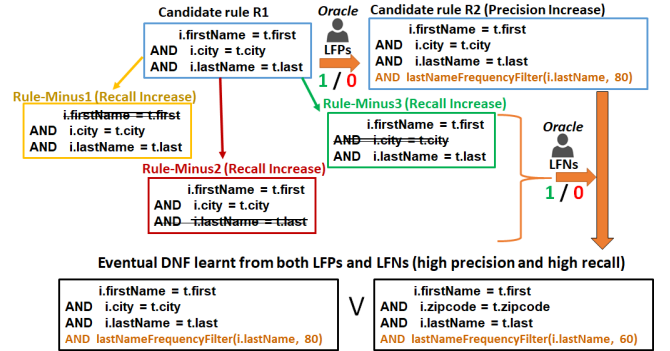 Candidate rule R1
i.firstName = t.first
AND i.city = t.city
AND i.lastName = t.last
Oracle
LFPs
1 / 0
Candidate rule R2 (Precision Increase)
i.firstName = t.first
AND i.city = t.city
AND i.lastName = t.last
AND lastNameFrequencyFilter(i.lastName, 80)
Rule-Minus1 (Recall Increase)
i.firstName = t.first
AND i.city = t.city
AND i.lastName = t.last
Rule-Minus2 (Recall Increase)
i.firstName = t.first
AND i.city = t.city
AND i.lastName = t.last
Rule-Minus3 (Recall Increase)
i.firstName = t.first
AND i.city = t.city
AND i.lastName = t.last
Oracle
LFNs
1 / 0
Eventual DNF learnt from both LFPs and LFNs (high precision and high recall)
i.firstName = t.first
AND i.city = t.city
AND i.lastName = t.last
AND lastNameFrequencyFilter(i.lastName, 80)
V
i.firstName = t.first
AND i.zipcode = t.zipcode
AND i.lastName = t.last
AND lastNameFrequencyFilter(i.lastName, 60)